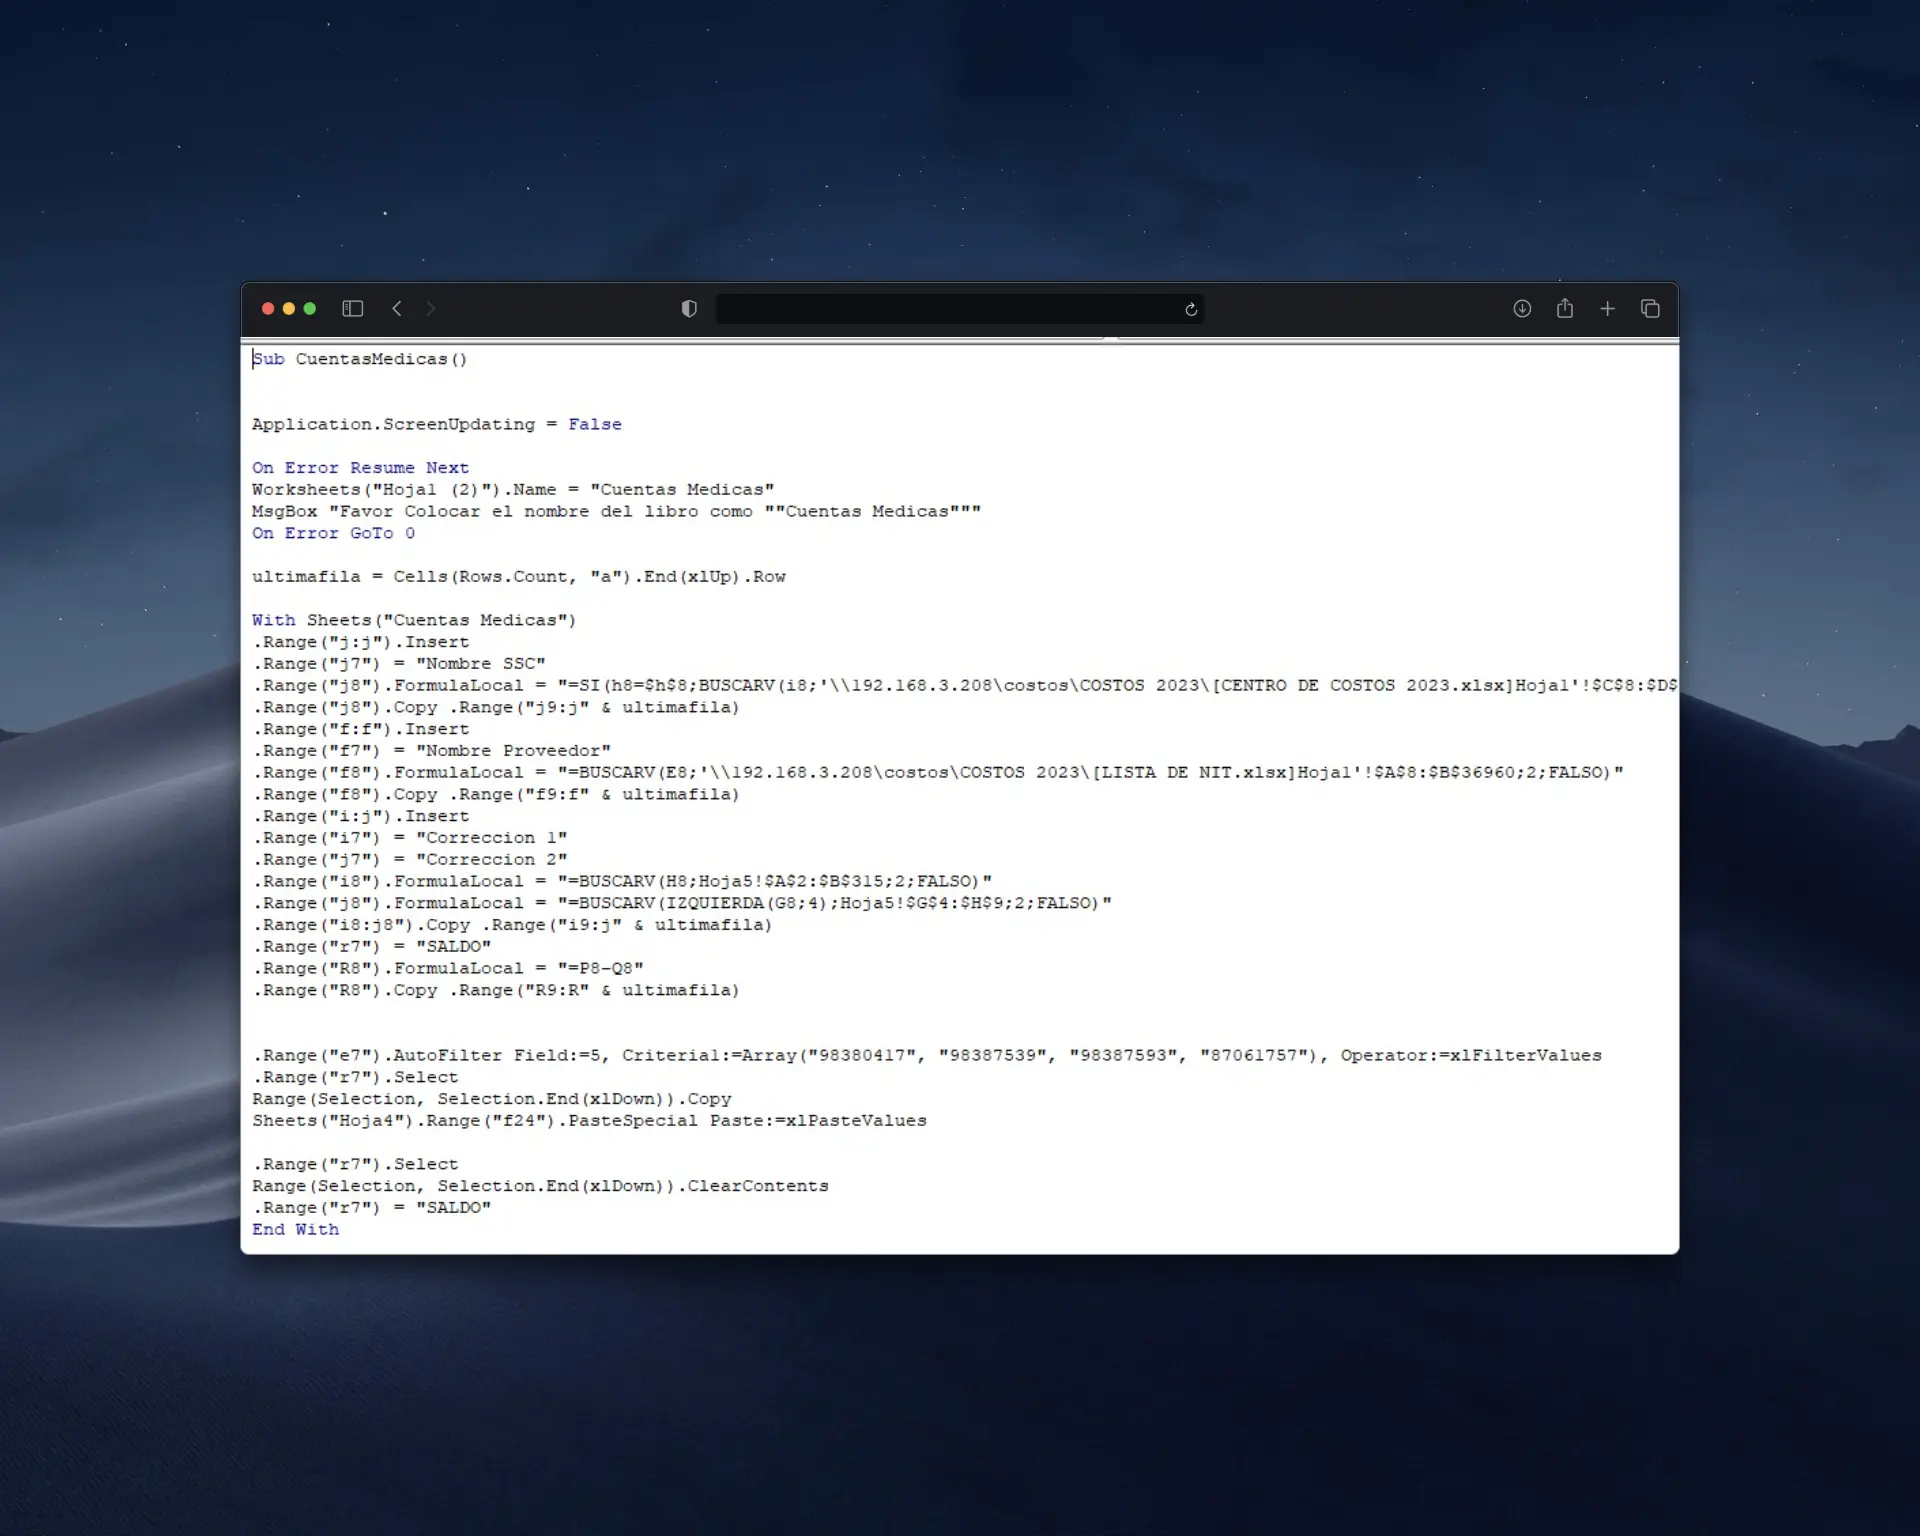 Sub CuentasMedicas()
Application.ScreenUpdating = False
On Error Resume Next
Worksheets("Hoja1 (2)").Name = "Cuentas Medicas"
MsgBox "Favor Colocar el nombre del libro como ""Cuentas Medicas"""
On Error GoTo 0
ultimafila = Cells(Rows.Count, "a").End(xlUp).Row
With Sheets("Cuentas Medicas")
.Range("j:j").Insert
.Range("j7") = "Nombre SSC"
.Range("j8").FormulaLocal = "=SI(h8=$h$8;BUSCARV(i8;'\\192.168.3.208\costos\COSTOS 2023\[CENTRO DE COSTOS 2023.xlsx]Hoja1'!$C$8:$D$
.Range("j8").Copy .Range("j9:j" & ultimafila)
.Range("f:f").Insert
.Range("f7") = "Nombre Proveedor"
.Range("f8").FormulaLocal = "=BUSCARV(E8;'\\192.168.3.208\costos\COSTOS 2023\[LISTA DE NIT.xlsx]Hoja1'!$A$8:$B$36960;2;FALSO)"
.Range("f8").Copy .Range("f9:f" & ultimafila)
.Range("i:j").Insert
.Range("i7") = "Correccion 1"
.Range("j7") = "Correccion 2"
.Range("i8").FormulaLocal = "=BUSCARV(H8;Hoja5!$A$2:$B$315;2;FALSO)"
.Range("j8").FormulaLocal = "=BUSCARV(IZQUIERDA(G8;4);Hoja5!$G$4:$H$9;2;FALSO)"
.Range("i8:j8").Copy .Range("i9:j" & ultimafila)
.Range("r7") = "SALDO"
.Range("R8").FormulaLocal = "=P8-Q8"
.Range("R8").Copy .Range("R9:R" & ultimafila)
.Range("e7").AutoFilter Field:=5, Criteria1:=Array("98380417", "98387539", "98387593", "87061757"), Operator:=xlFilterValues
.Range("r7").Select
Range(Selection, Selection.End(xlDown)).Copy
Sheets("Hoja4").Range("f24").PasteSpecial Paste:=xlPasteValues
.Range("r7").Select
Range(Selection, Selection.End(xlDown)).ClearContents
.Range("r7") = "SALDO"
End With